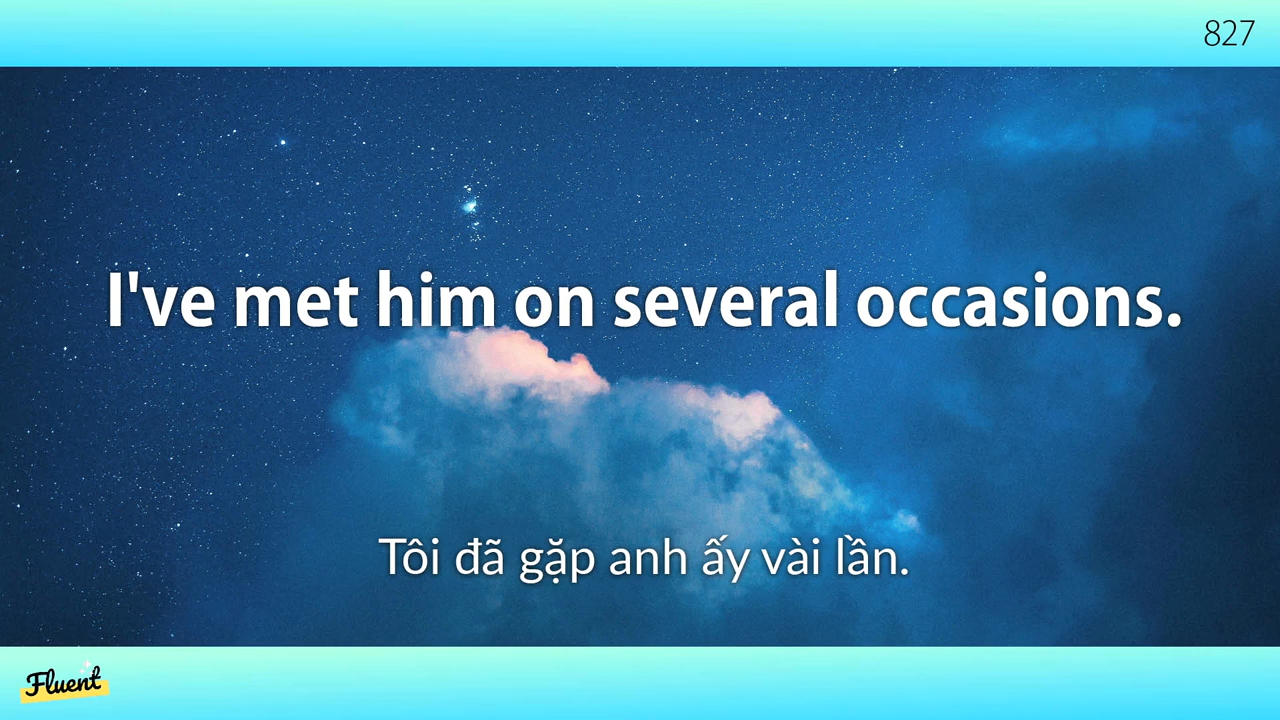 827
I've met him on several occasions.
Tôi đã gặp anh ấy vài lần.
Fluent